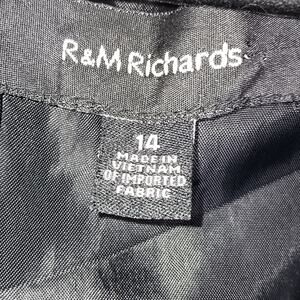 R&M Richards
14
MADE IN
VIETNAM
OF IMPORTED
FABRIC